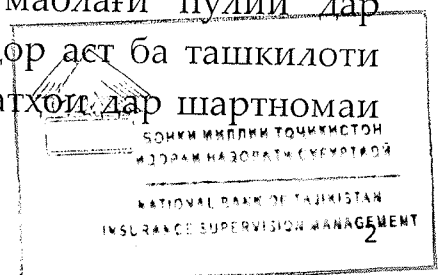 маблағи пулии дар
дор аст ба ташкилоти
атҳои дар шартномаи
БОНКИ МИЛЛИИ ТОҶИКИСТОН
ИДОРАИ НАЗОРАТИ СУҒУРТАВӢ
NATIONAL BANK OF TAJIKISTAN
INSURANCE SUPERVISION MANAGEMENT
2